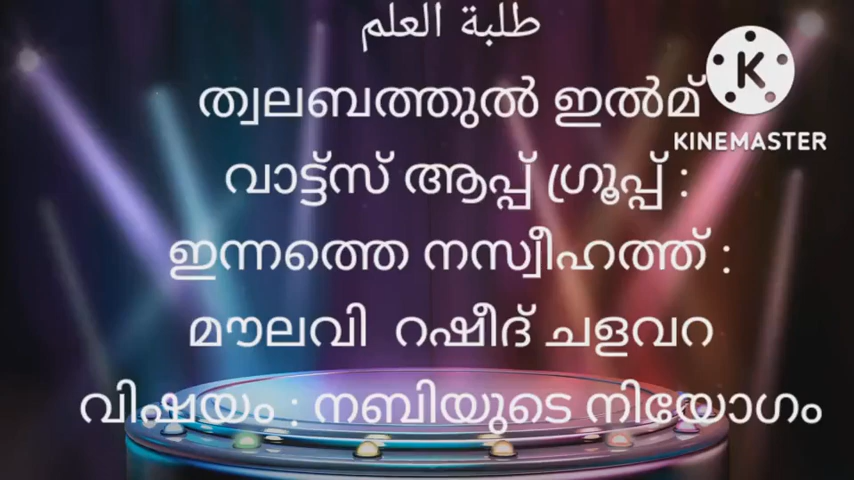 طلبة العلم
ത്വലബത്തുൽ ഇൽമ്
വാട്ട്സ് ആപ്പ് ഗ്രൂപ്പ് :
ഇന്നത്തെ നസ്വീഹത്ത് :
മൗലവി റഷീദ് ചളവറ
വിഷയം : നബിയുടെ നിയോഗം
K
KINEMASTER